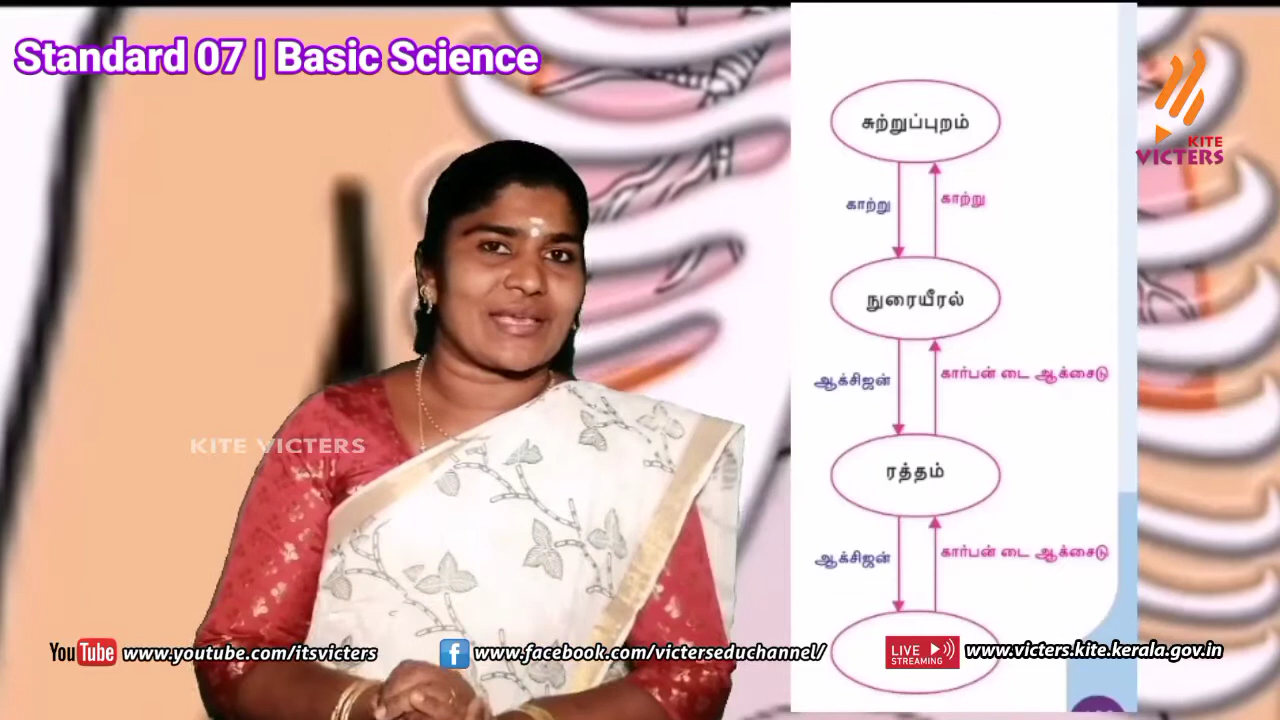 Standard 07 | Basic Science
KITE
VICTERS
சுற்றுப்புறம்
காற்று
காற்று
நுரையீரல்
ஆக்சிஜன்
கார்பன் டை ஆக்சைடு
KITE VICTERS
ரத்தம்
ஆக்சிஜன்
கார்பன் டை ஆக்சைடு
YouTube www.youtube.com/itsvicters
f www.facebook.com/victerseduchannel/
LIVE
STREAMING
www.victers.kite.kerala.gov.in